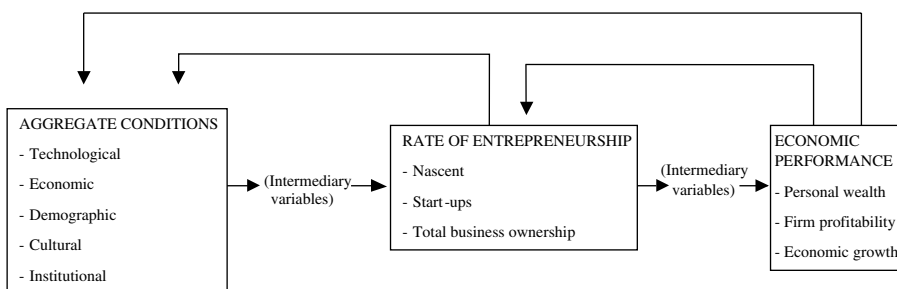 AGGREGATE CONDITIONS
- Technological
- Economic
- Demographic
- Cultural
- Institutional
(Intermediary
variables)
RATE OF ENTREPRENEURSHIP
- Nascent
- Start-ups
- Total business ownership
(Intermediary
variables)
ECONOMIC
PERFORMANCE
- Personal wealth
- Firm profitability
- Economic growth